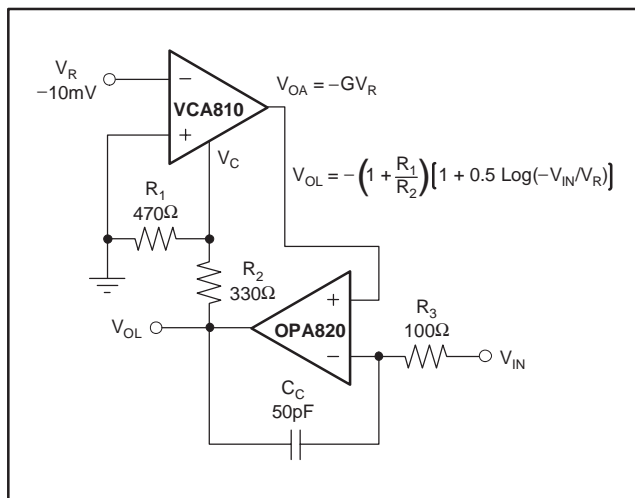 V_R
−10mV
−
VCA810
+
V_OA = −GV_R
V_C
V_OL = −(1 + R_1/R_2)[1 + 0.5 Log(−V_IN/V_R)]
R_1
470Ω
R_2
330Ω
+
OPA820
−
R_3
100Ω
V_OL
V_IN
C_C
50pF